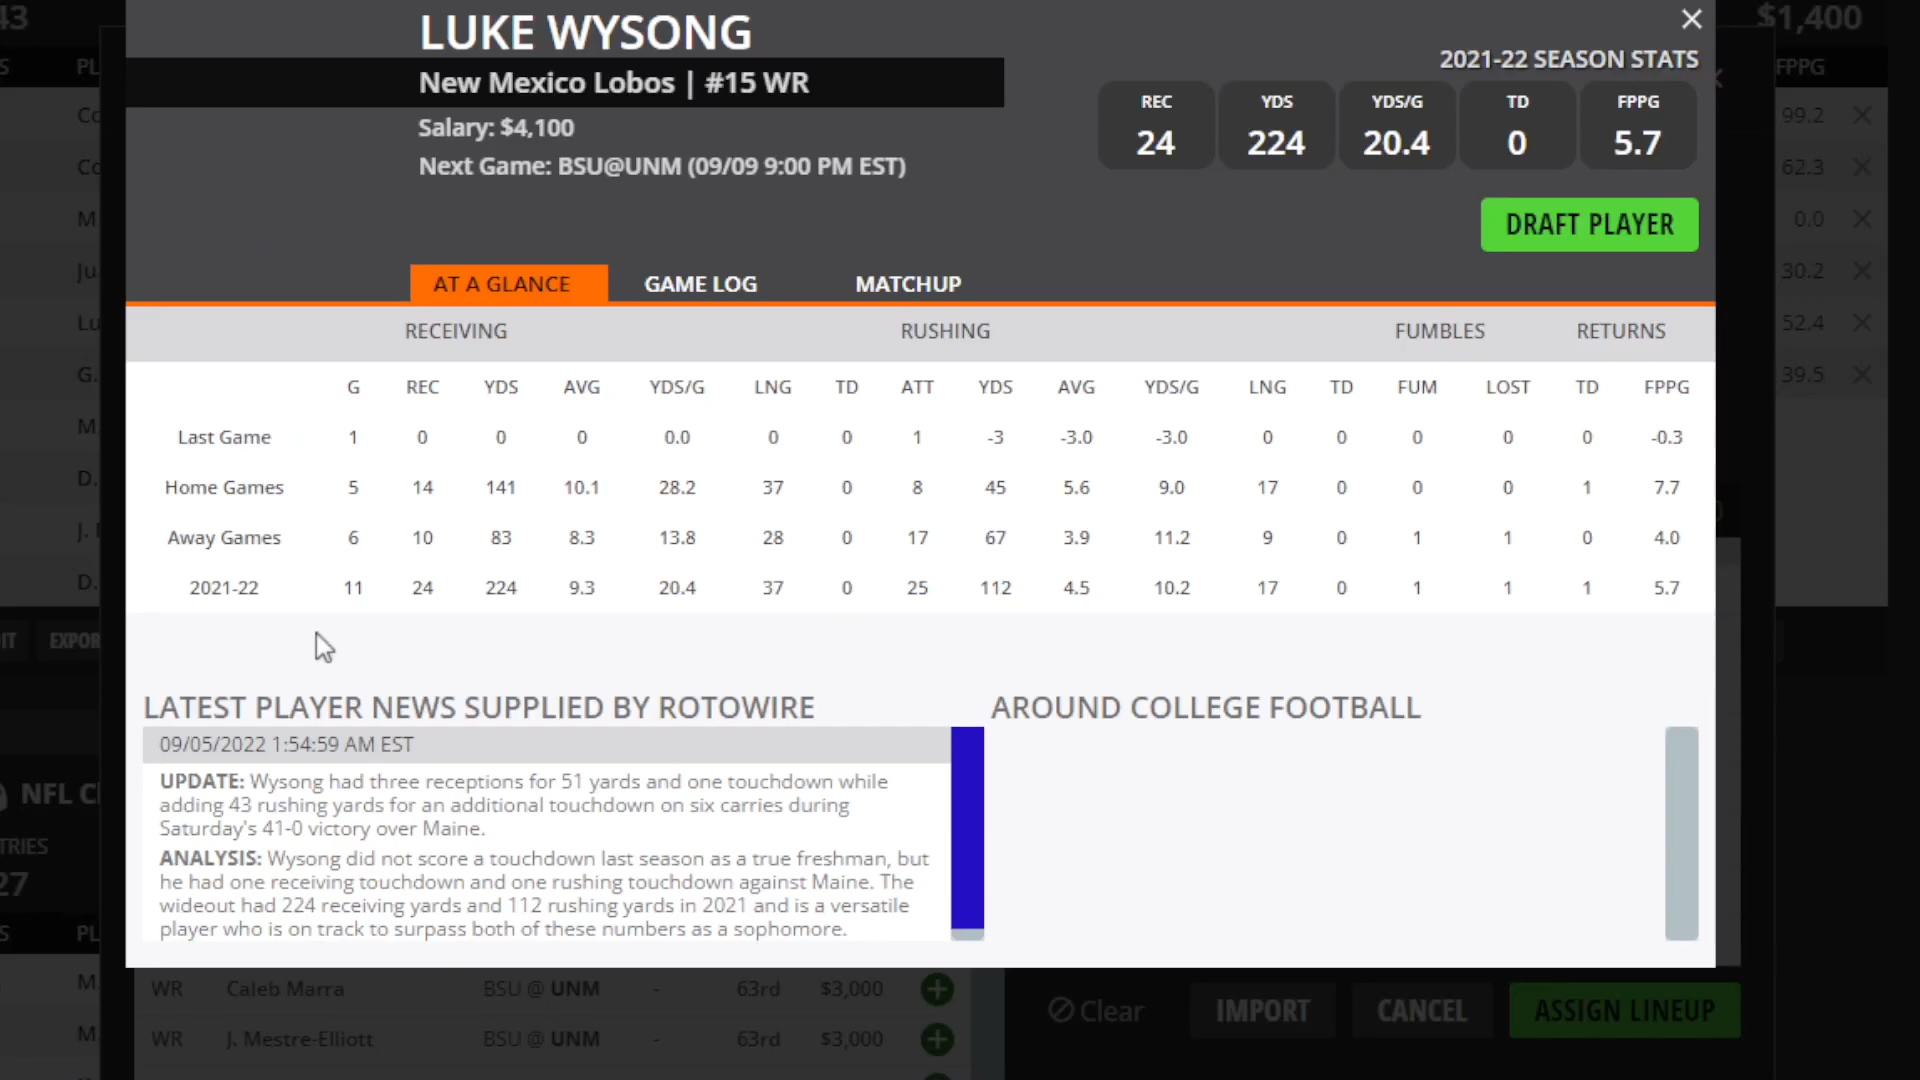 43
LUKE WYSONG
$1,400
2021-22 SEASON STATS
New Mexico Lobos | #15 WR
Salary: $4,100
Next Game: BSU@UNM (09/09 9:00 PM EST)
REC YDS YDS/G TD FPPG
24 224 20.4 0 5.7
DRAFT PLAYER
AT A GLANCE GAME LOG MATCHUP
RECEIVING RUSHING FUMBLES RETURNS
G REC YDS AVG YDS/G LNG TD ATT YDS AVG YDS/G LNG TD FUM LOST TD FPPG
Last Game 1 0 0 0 0.0 0 0 1 -3 -3.0 -3.0 0 0 0 0 0 -0.3
Home Games 5 14 141 10.1 28.2 37 0 8 45 5.6 9.0 17 0 0 0 1 7.7
Away Games 6 10 83 8.3 13.8 28 0 17 67 3.9 11.2 9 0 1 1 0 4.0
2021-22 11 24 224 9.3 20.4 37 0 25 112 4.5 10.2 17 0 1 1 1 5.7
LATEST PLAYER NEWS SUPPLIED BY ROTOWIRE
09/05/2022 1:54:59 AM EST
UPDATE: Wysong had three receptions for 51 yards and one touchdown while
adding 43 rushing yards for an additional touchdown on six carries during
Saturday's 41-0 victory over Maine.
ANALYSIS: Wysong did not score a touchdown last season as a true freshman, but
he had one receiving touchdown and one rushing touchdown against Maine. The
wideout had 224 receiving yards and 112 rushing yards in 2021 and is a versatile
player who is on track to surpass both of these numbers as a sophomore.
AROUND COLLEGE FOOTBALL
S PL
Co
Co
M
Ju
Lu
G.
M.
D.
J.
D.
IT EXPOR
NFL C
TRIES
27
S PL
M.
M.
FPPG
99.2
62.3
0.0
30.2
52.4
39.5
WR Caleb Marra BSU @ UNM - 63rd $3,000
WR J. Mestre-Elliott BSU @ UNM - 63rd $3,000
Clear IMPORT CANCEL ASSIGN LINEUP